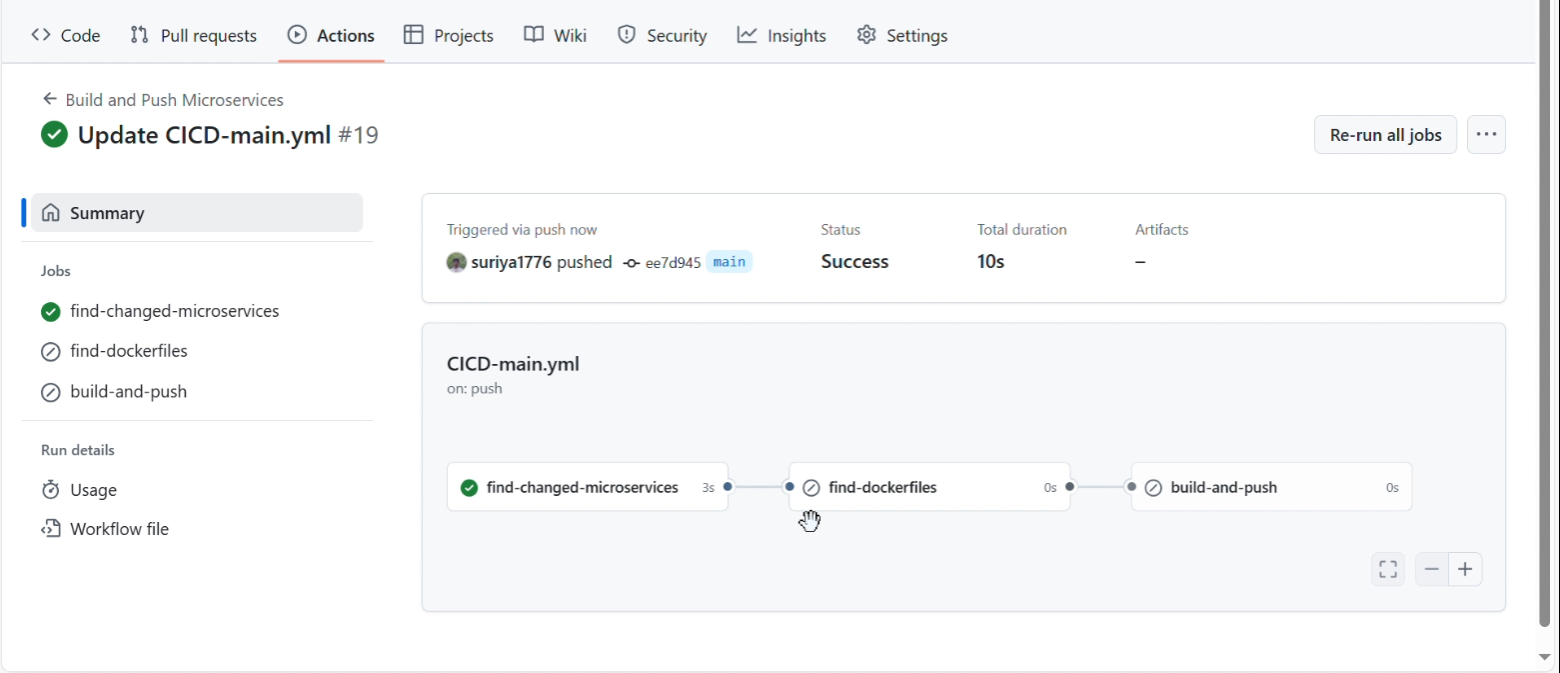 Code Pull requests Actions Projects Wiki Security Insights Settings
Build and Push Microservices
Update CICD-main.yml #19
Re-run all jobs
Summary
Jobs
find-changed-microservices
find-dockerfiles
build-and-push
Run details
Usage
Workflow file
Triggered via push now
suriya1776 pushed ee7d945 main
Status
Success
Total duration
10s
Artifacts
–
CICD-main.yml
on: push
find-changed-microservices 3s
find-dockerfiles 0s
build-and-push 0s